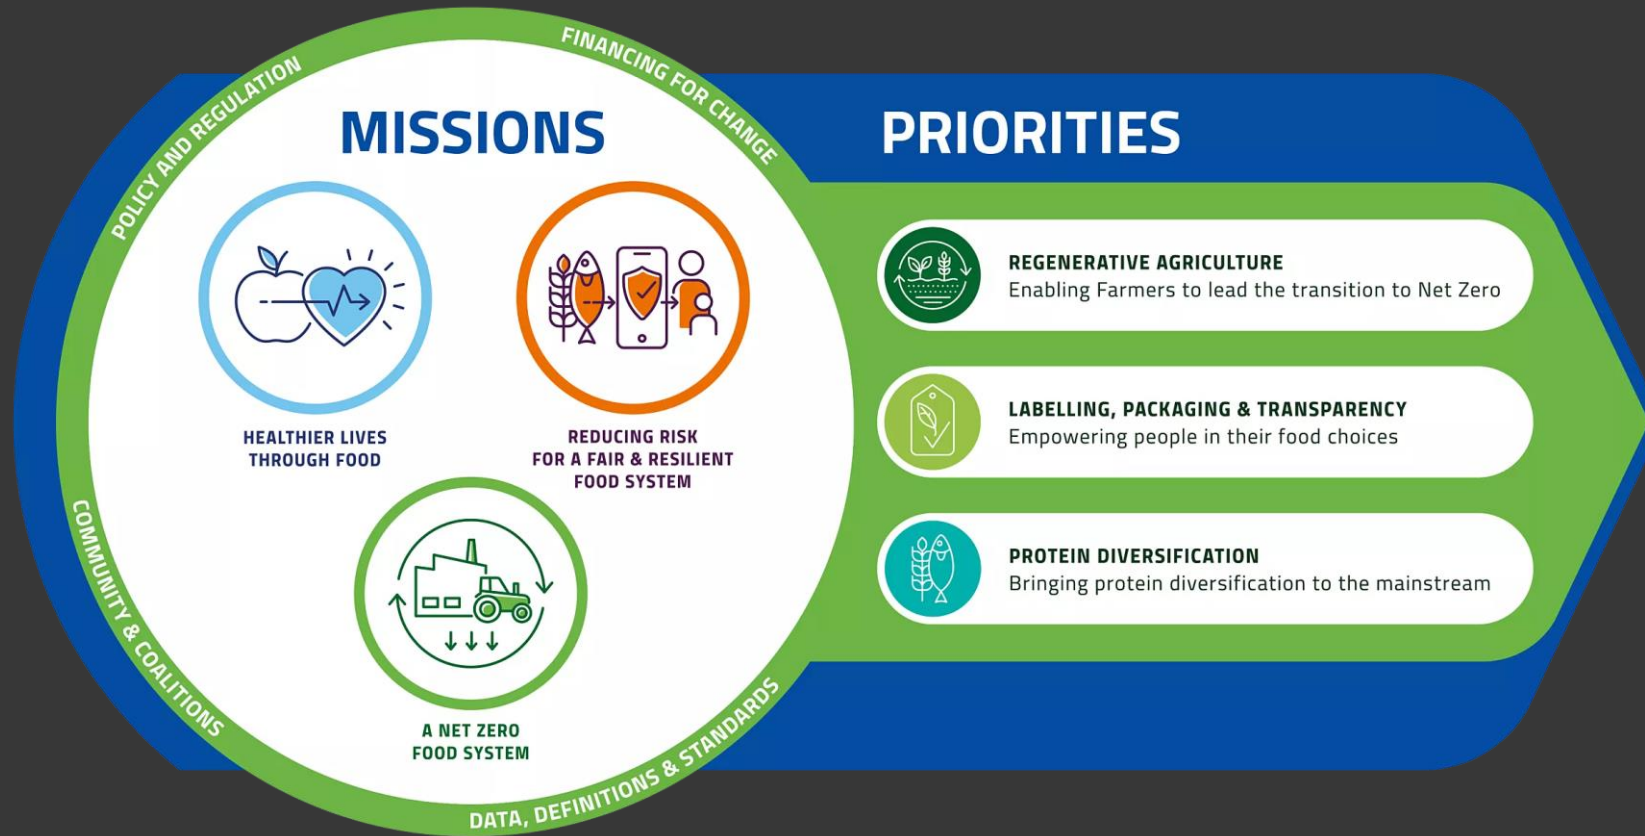 POLICY AND REGULATION
FINANCING FOR CHANGE
COMMUNITY & COALITIONS
DATA, DEFINITIONS & STANDARDS
MISSIONS
HEALTHIER LIVES
THROUGH FOOD
REDUCING RISK
FOR A FAIR & RESILIENT
FOOD SYSTEM
A NET ZERO
FOOD SYSTEM
PRIORITIES
REGENERATIVE AGRICULTURE
Enabling Farmers to lead the transition to Net Zero
LABELLING, PACKAGING & TRANSPARENCY
Empowering people in their food choices
PROTEIN DIVERSIFICATION
Bringing protein diversification to the mainstream